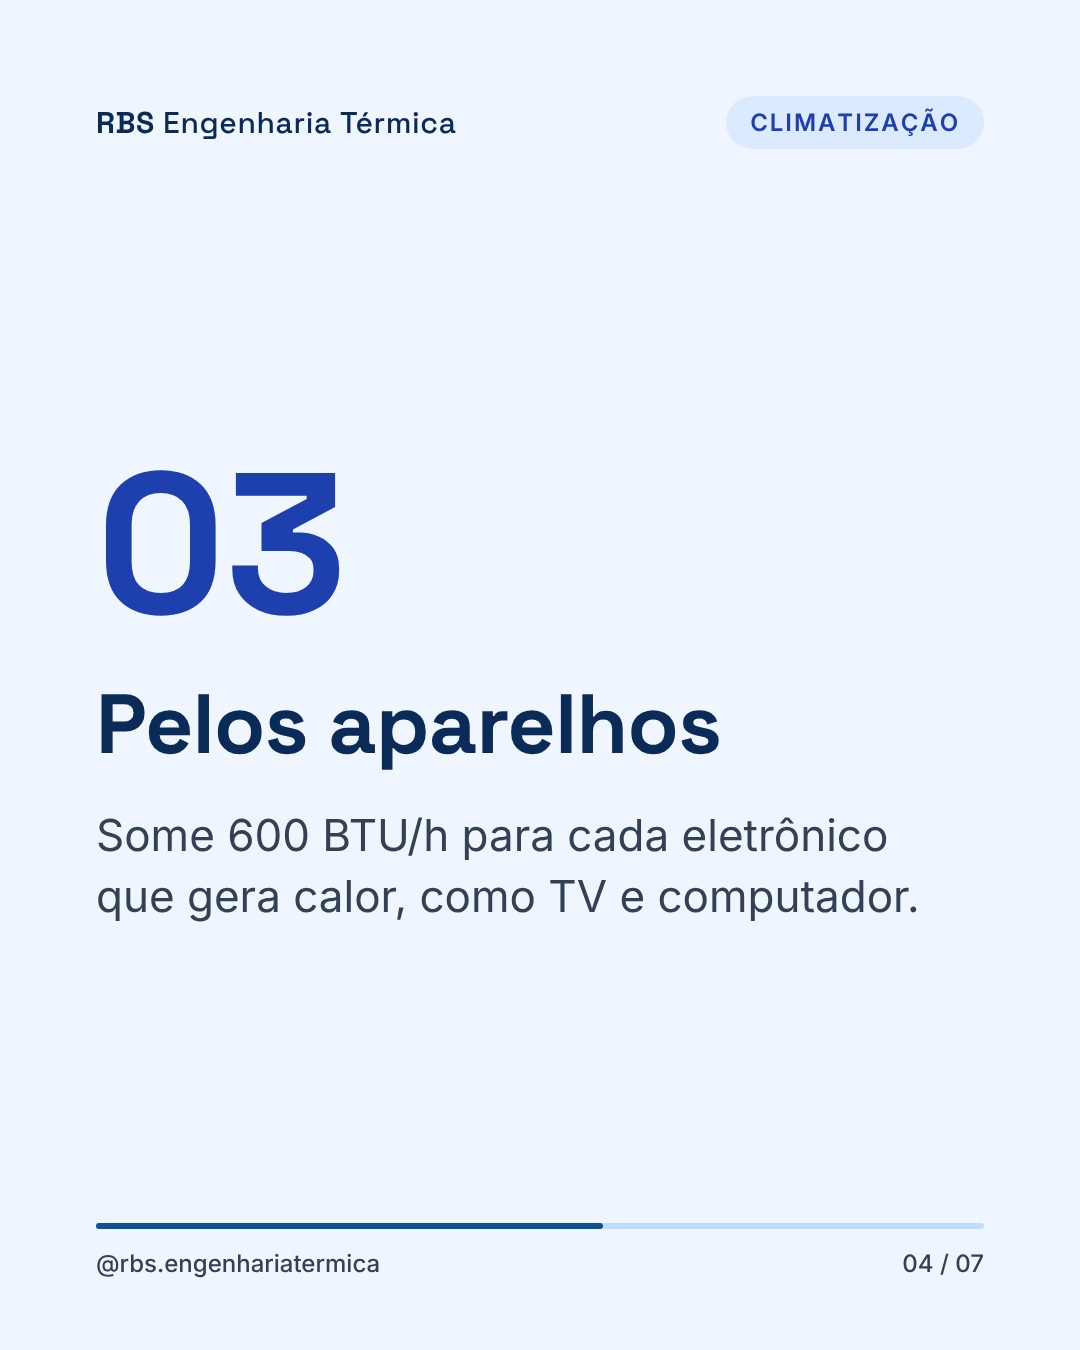 RBS Engenharia Térmica
CLIMATIZAÇÃO
03
Pelos aparelhos
Some 600 BTU/h para cada eletrônico
que gera calor, como TV e computador.
@rbs.engenhariatermica
04 / 07